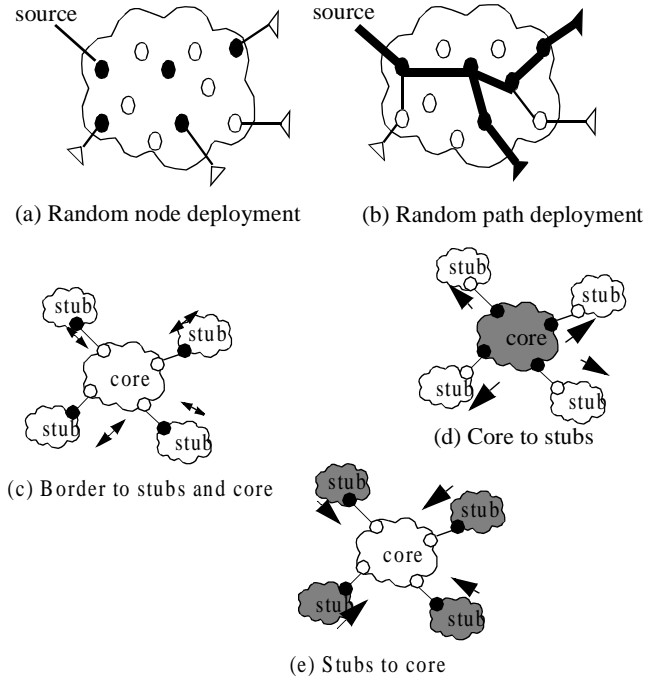 source
source
(a) Random node deployment
(b) Random path deployment
stub
stub
core
stub
stub
(c) Border to stubs and core
stub
stub
core
stub
stub
(d) Core to stubs
stub
stub
core
stub
stub
(e) Stubs to core